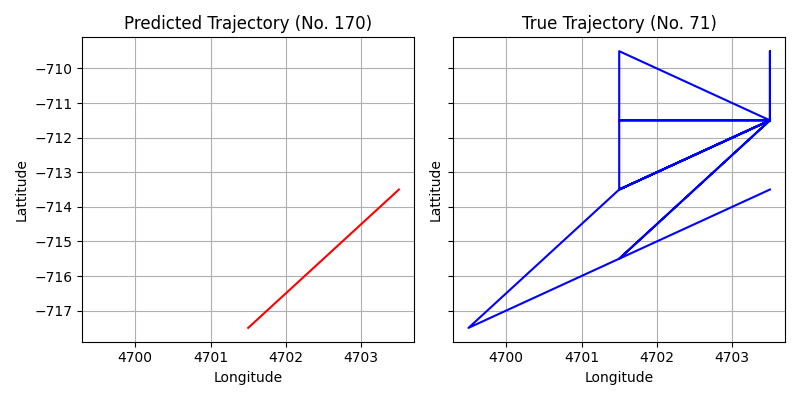 Predicted Trajectory (No. 170)
True Trajectory (No. 71)
−710
−711
−712
−713
−714
−715
−716
−717
Lattitude
Lattitude
4700
4701
4702
4703
4700
4701
4702
4703
Longitude
Longitude